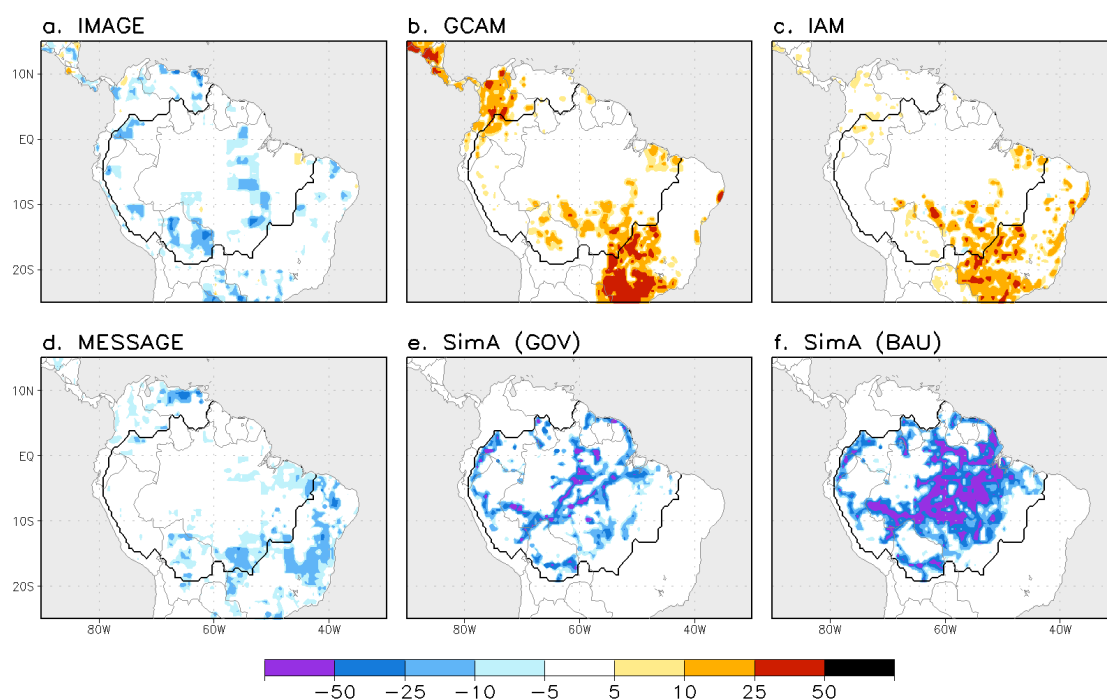 a. IMAGE
b. GCAM
c. IAM
10N
EQ
10S
20S
d. MESSAGE
e. SimA (GOV)
f. SimA (BAU)
10N
EQ
10S
20S
80W 60W 40W 80W 60W 40W 80W 60W 40W
−50 −25 −10 −5 5 10 25 50